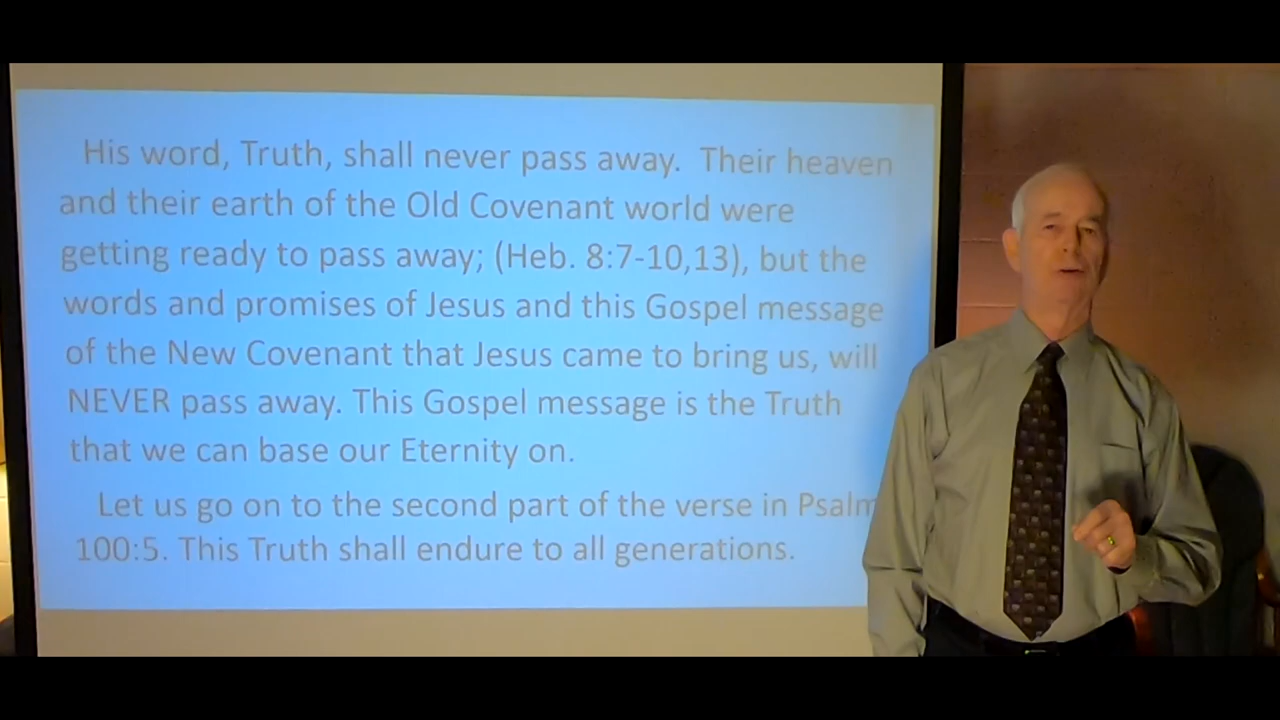 His word, Truth, shall never pass away.  Their heaven
and their earth of the Old Covenant world were
getting ready to pass away; (Heb. 8:7-10,13), but the
words and promises of Jesus and this Gospel message
of the New Covenant that Jesus came to bring us, will
NEVER pass away. This Gospel message is the Truth
that we can base our Eternity on.
Let us go on to the second part of the verse in Psalm
100:5. This Truth shall endure to all generations.